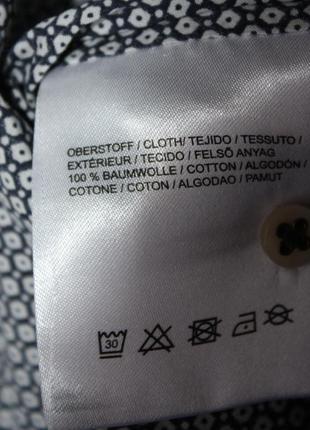 OBERSTOFF / CLOTH / TEJIDO / TESSUTO /
EXTÉRIEUR / TECIDO / FELSŐ ANYAG
100 % BAUMWOLLE / COTTON / ALGODÓN /
COTONE / COTON / ALGODAO / PAMUT
30